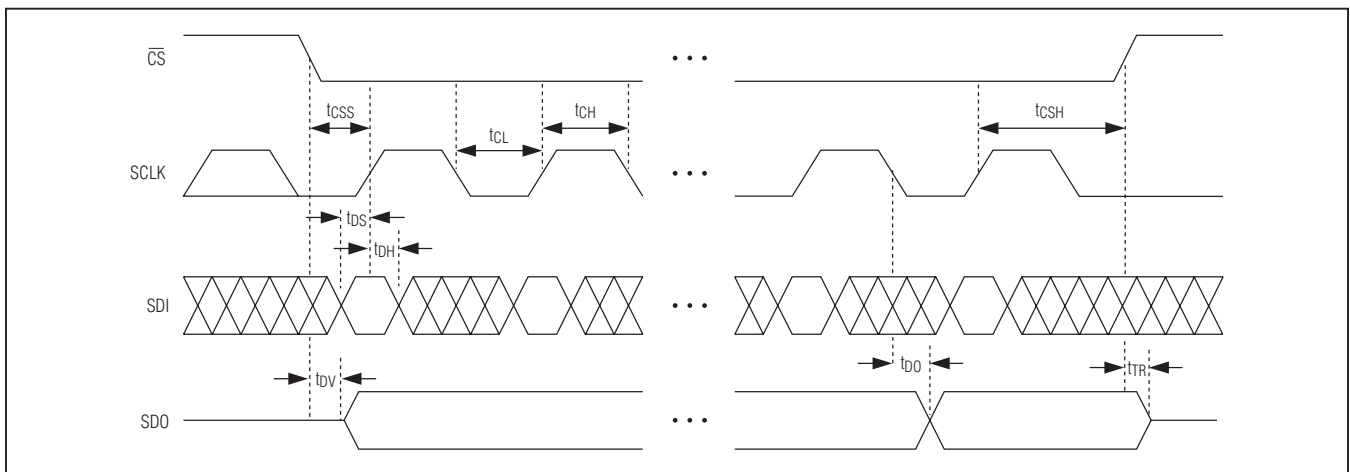 CS
tCSS
tCL
tCH
tCSH
SCLK
tDS
tDH
SDI
tDV
tDO
tTR
SDO